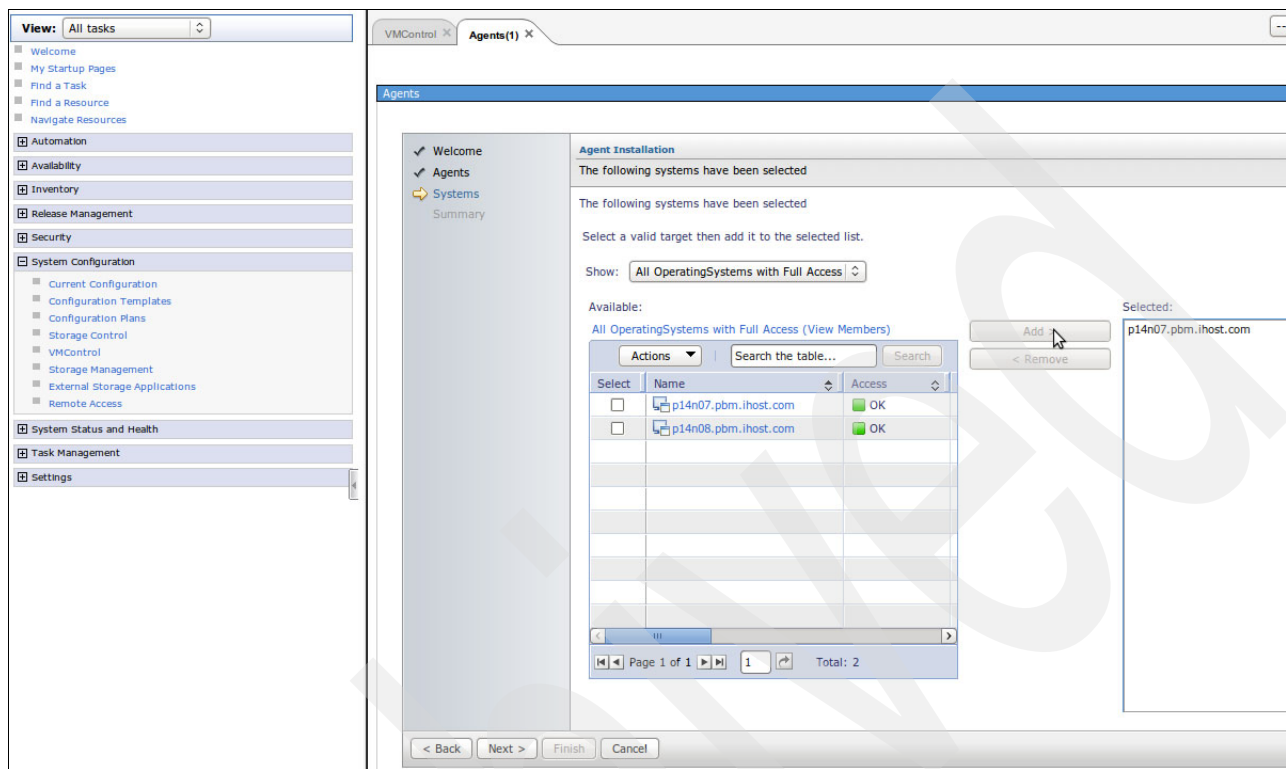 View: All tasks
Welcome
My Startup Pages
Find a Task
Find a Resource
Navigate Resources
Automation
Availability
Inventory
Release Management
Security
System Configuration
Current Configuration
Configuration Templates
Configuration Plans
Storage Control
VMControl
Storage Management
External Storage Applications
Remote Access
System Status and Health
Task Management
Settings
VMControl Agents(1)
Agents
Welcome
Agents
Systems
Summary
Agent Installation
The following systems have been selected
The following systems have been selected
Select a valid target then add it to the selected list.
Show: All OperatingSystems with Full Access
Available:
All OperatingSystems with Full Access (View Members)
Actions Search the table... Search
Select Name Access
p14n07.pbm.ihost.com OK
p14n08.pbm.ihost.com OK
Page 1 of 1 1 Total: 2
Add >
< Remove
Selected:
p14n07.pbm.ihost.com
< Back Next > Finish Cancel